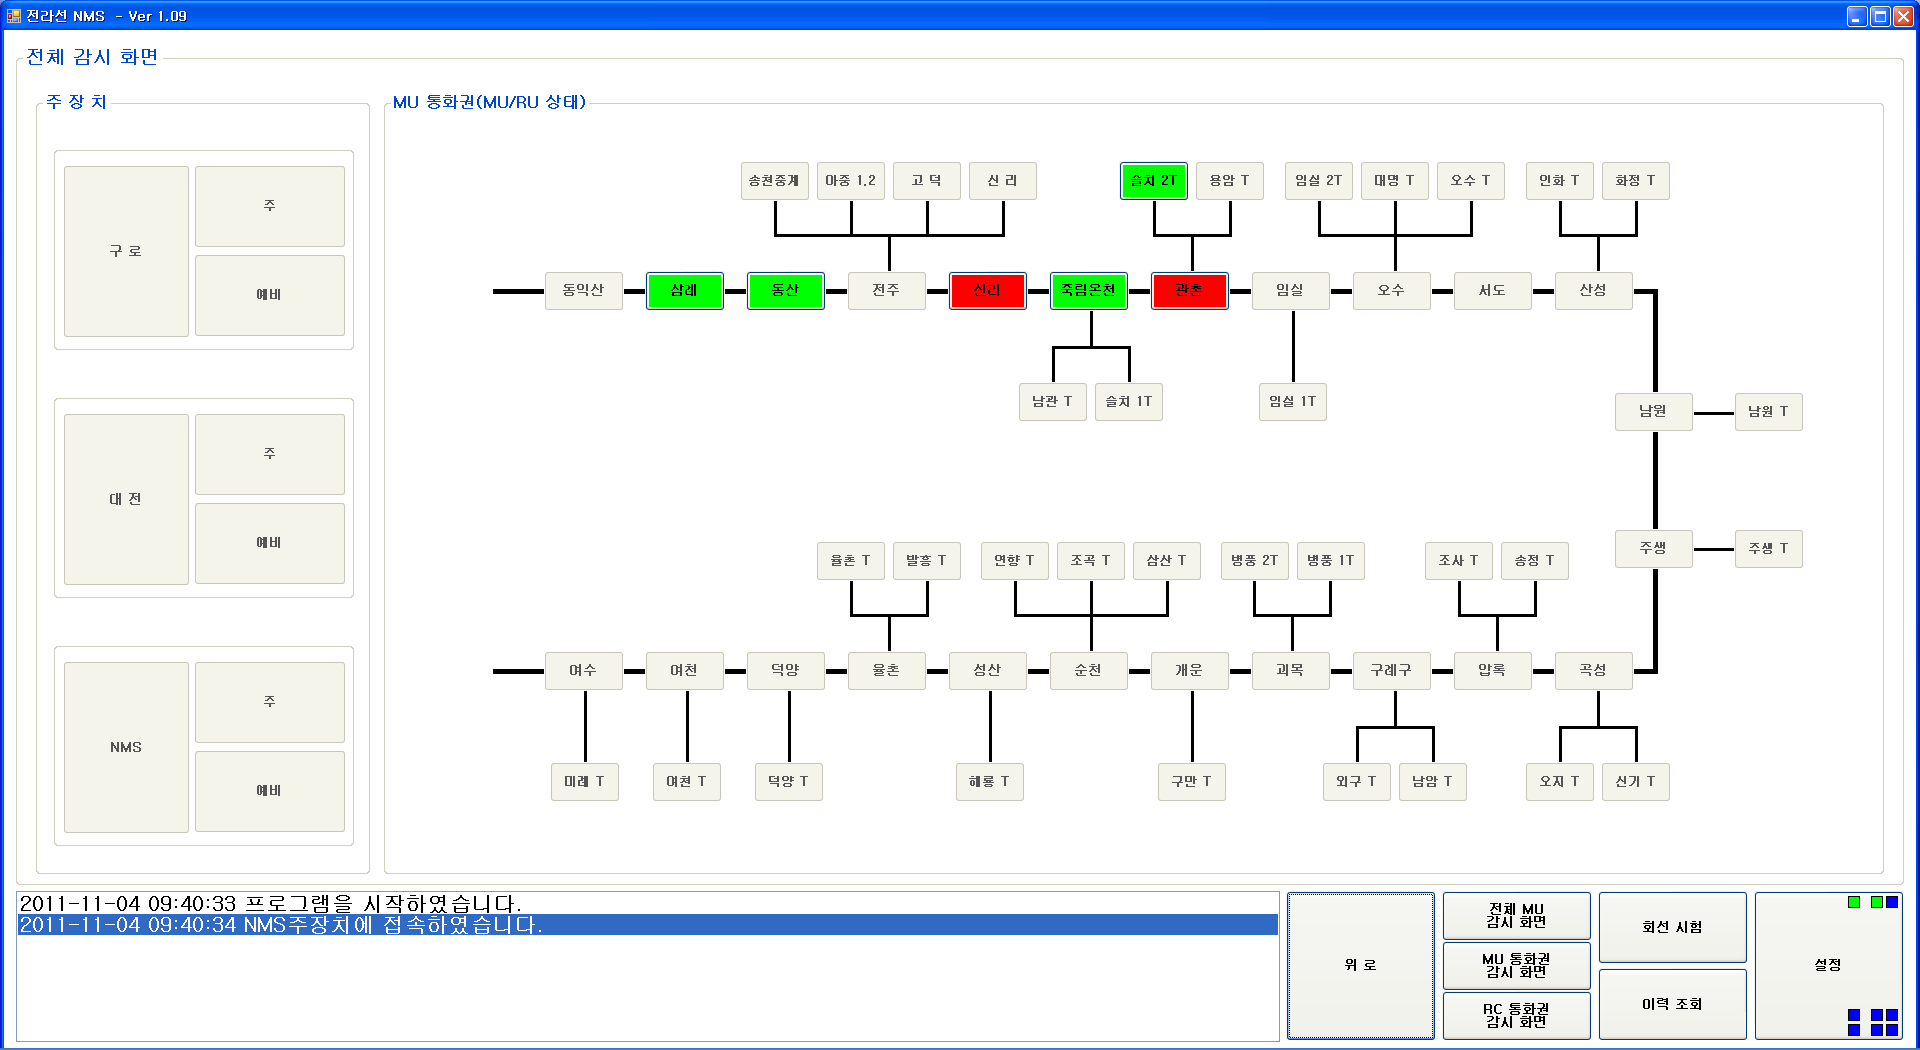 전라선 NMS - Ver 1.09
전체 감시 화면
주 장 치
MU 통화권(MU/RU 상태)
구 로
주
예비
대 전
주
예비
NMS
주
예비
송천중계 아중 1.2 고 덕 신 리 슬치 2T 용암 T 임실 2T 대명 T 오수 T 인화 T 화정 T
동익산 삼례 동산 전주 신리 죽림온천 관촌 임실 오수 서도 산성
남관 T 슬치 1T 임실 1T
남원 남원 T
주생 주생 T
율촌 T 발흥 T 연향 T 조곡 T 삼산 T 병풍 2T 병풍 1T 조사 T 송정 T
여수 여천 덕양 율촌 성산 순천 개운 괴목 구례구 압록 곡성
미례 T 여천 T 덕양 T 해룡 T 구만 T 외구 T 남암 T 오지 T 신기 T
2011-11-04 09:40:33 프로그램을 시작하였습니다.
2011-11-04 09:40:34 NMS주장치에 접속하였습니다.
위 로
전체 MU
감시 화면
MU 통화권
감시 화면
RC 통화권
감시 화면
회선 시험
이력 조회
설정